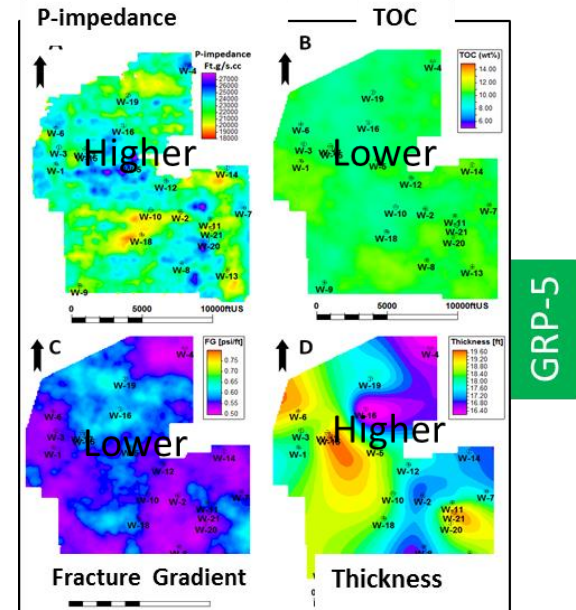 P-impedance
TOC
A
P-impedance
Ft.g/s.cc
27000
26000
25000
24000
23000
22000
21000
20000
19000
18000
W-4
W-19
W-6
W-16
W-3
W-1
Higher
W-12
W-14
W-10
W-2
W-7
W-11
W-21
W-18
W-20
W-8
W-13
W-9
0 5000 10000ftUS
B
TOC (wt%)
14.00
12.00
10.00
8.00
6.00
W-4
W-19
W-6
W-16
W-3
W-1
Lower
W-14
W-12
W-10
W-2
W-7
W-11
W-21
W-18
W-20
W-8
W-13
W-9
0 5000 10000ftUS
GRP-5
C
FG [psi/ft]
0.75
0.70
0.65
0.60
0.55
0.50
W-4
W-19
W-6
W-16
W-3
W-1
Lower
W-12
W-14
W-10
W-2
W-21
W-18
W-20
D
Thickness [ft]
19.60
19.20
18.80
18.40
18.00
17.60
17.20
16.80
16.40
W-4
W-19
W-6
W-16
W-3
W-1
Higher
W-5
W-12
W-14
W-10
W-2
W-7
W-11
W-21
W-18
W-20
Fracture Gradient
Thickness